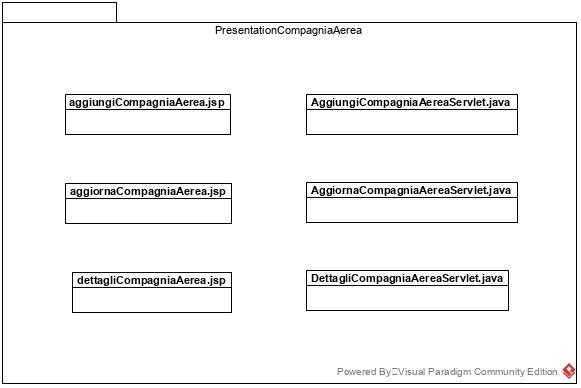 PresentationCompagniaAerea
aggiungiCompagniaAerea.jsp
AggiungiCompagniaAereaServlet.java
aggiornaCompagniaAerea.jsp
AggiornaCompagniaAereaServlet.java
dettagliCompagniaAerea.jsp
DettagliCompagniaAereaServlet.java
Powered By Visual Paradigm Community Edition